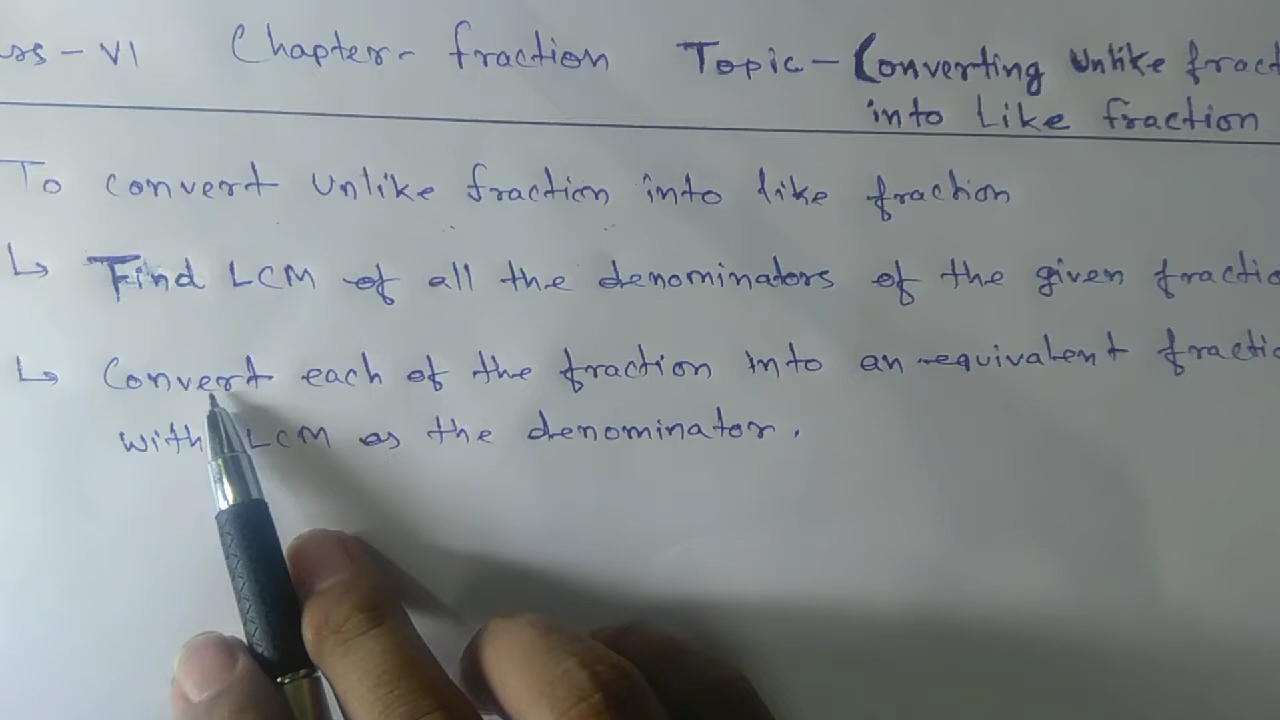 ss - VI Chapter - fraction Topic - Converting Unlike fract
into Like fraction
To convert Unlike fraction into like fraction
↳ Find LCM of all the denominators of the given fractio
↳ Convert each of the fraction into an equivalent fractio
with LCM as the denominator.